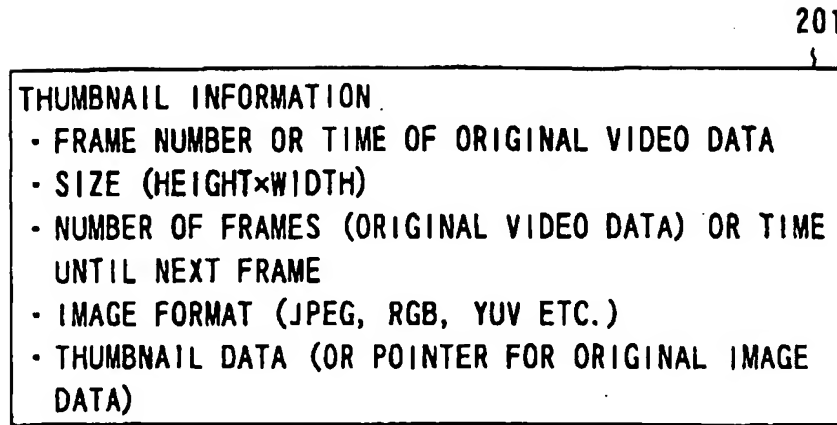 201
THUMBNAIL INFORMATION
- FRAME NUMBER OR TIME OF ORIGINAL VIDEO DATA
- SIZE (HEIGHT×WIDTH)
- NUMBER OF FRAMES (ORIGINAL VIDEO DATA) OR TIME
UNTIL NEXT FRAME
- IMAGE FORMAT (JPEG, RGB, YUV ETC.)
- THUMBNAIL DATA (OR POINTER FOR ORIGINAL IMAGE
DATA)